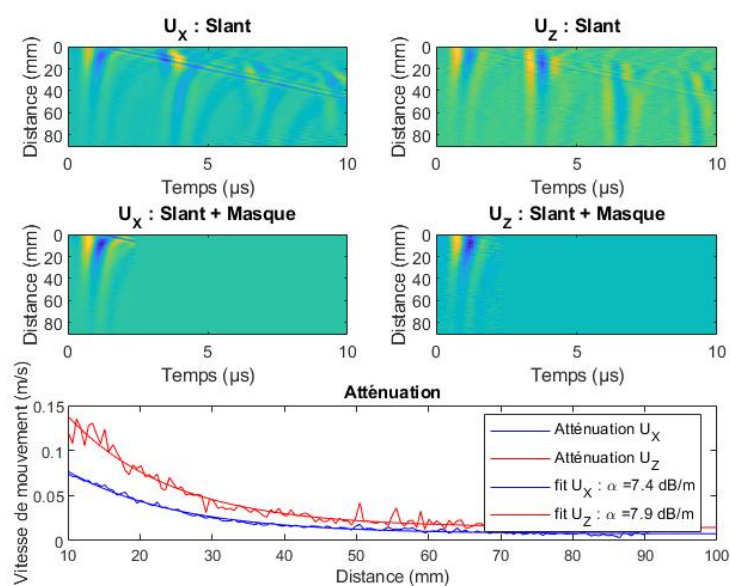 U_X : Slant
U_Z : Slant
Distance (mm)
0
20
40
60
80
0
5
10
Temps (µs)
Distance (mm)
0
20
40
60
80
0
5
10
Temps (µs)
U_X : Slant + Masque
U_Z : Slant + Masque
Distance (mm)
0
20
40
60
80
0
5
10
Temps (µs)
Distance (mm)
0
20
40
60
80
0
5
10
Temps (µs)
Atténuation
Vitesse de mouvement (m/s)
0.15
0.1
0.05
0
10
20
30
40
50
60
70
80
90
100
Distance (mm)
Atténuation U_X
Atténuation U_Z
fit U_X : α =7.4 dB/m
fit U_Z : α =7.9 dB/m